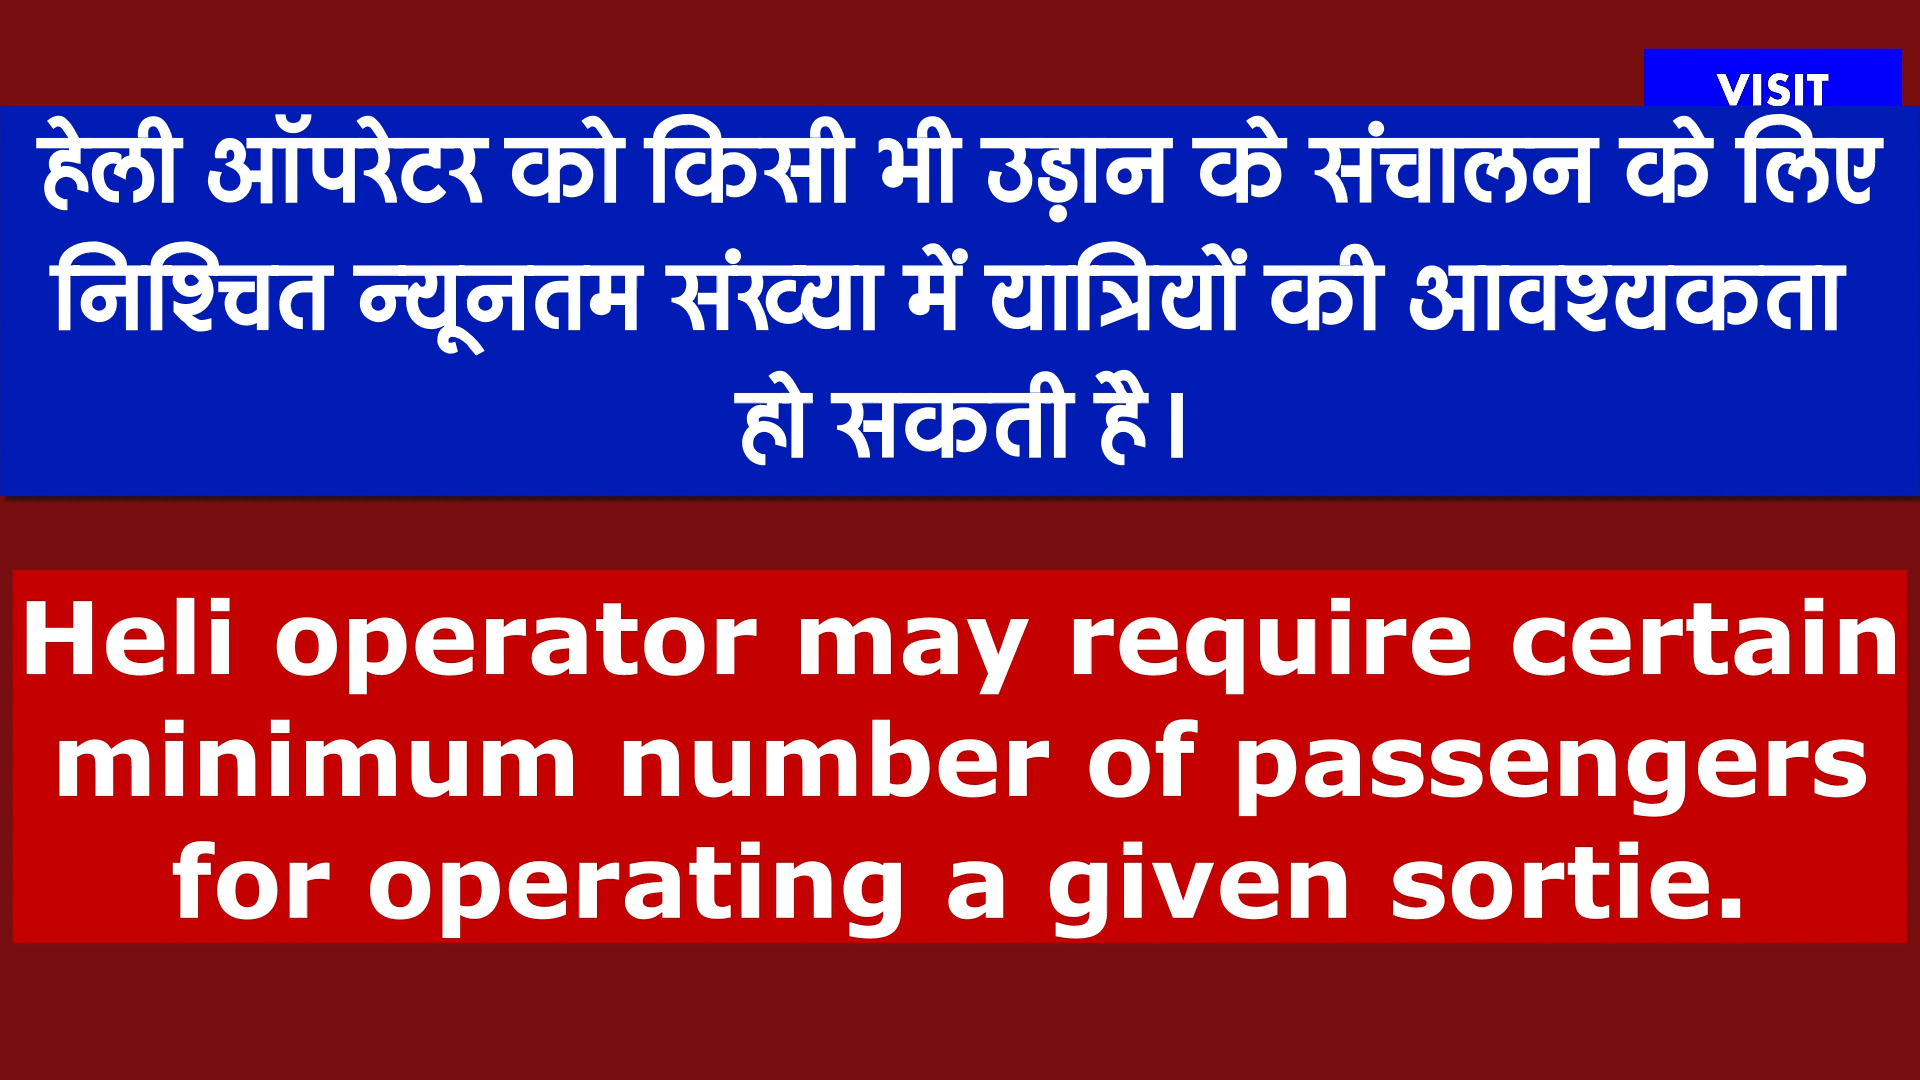 VISIT
हेली ऑपरेटर को किसी भी उड़ान के संचालन के लिए
निश्चित न्यूनतम संख्या में यात्रियों की आवश्यकता
हो सकती है।
Heli operator may require certain
minimum number of passengers
for operating a given sortie.